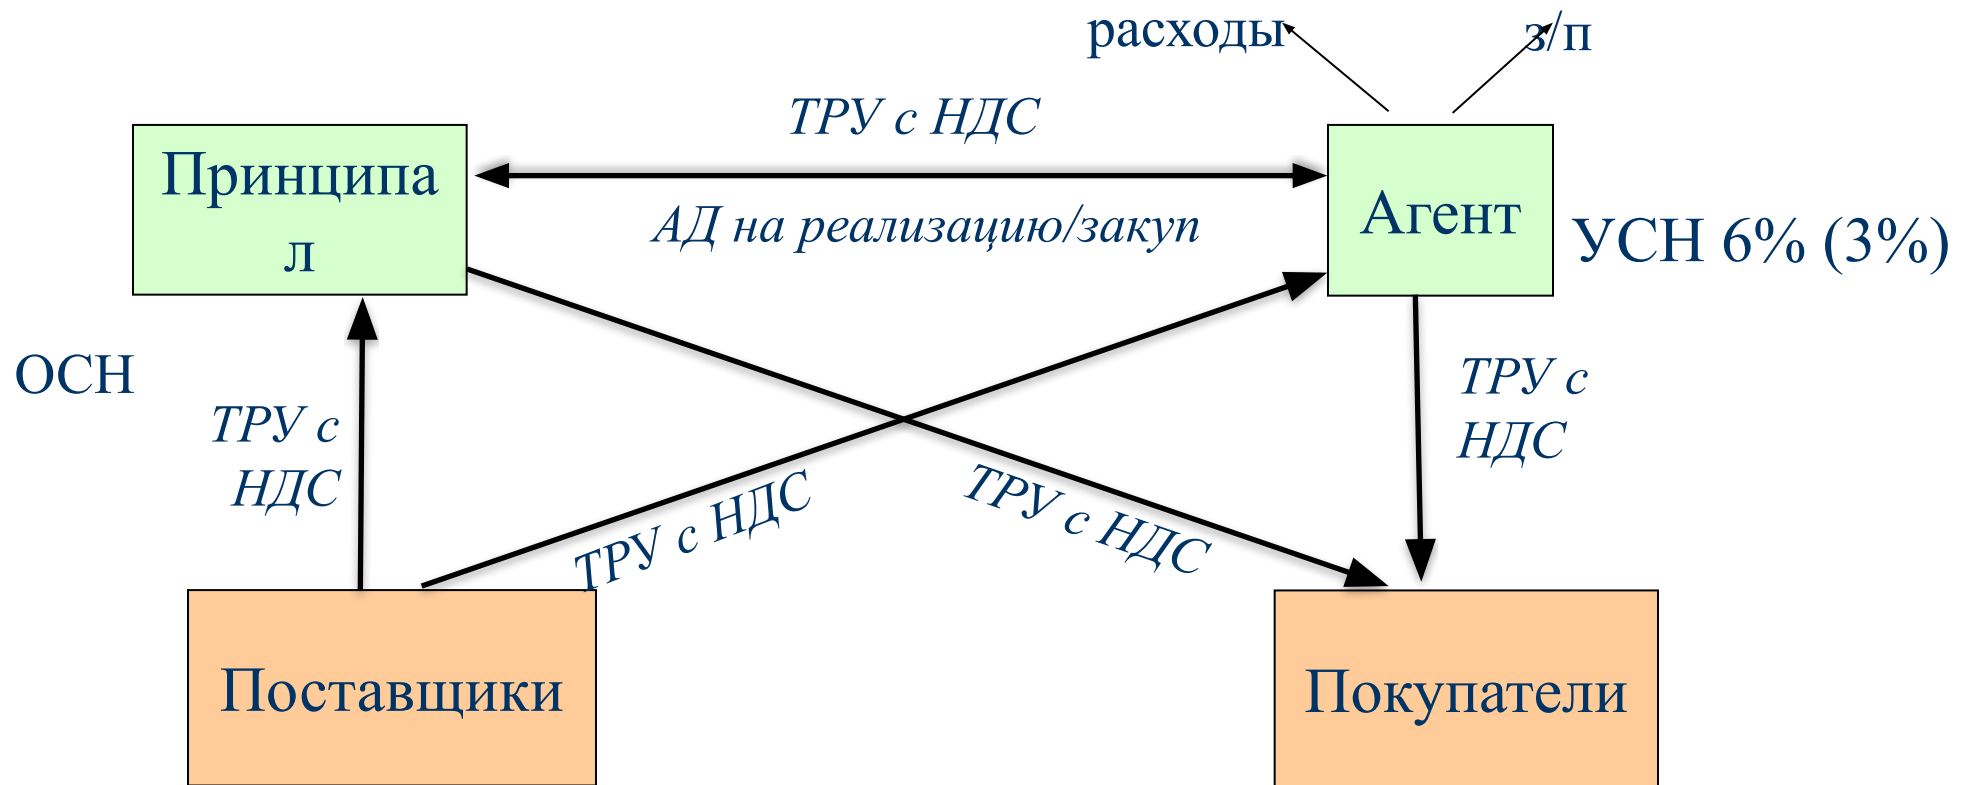 расходы
з/п
ТРУ с НДС
Принципа
л
АД на реализацию/закуп
Агент
УСН 6% (3%)
ОСН
ТРУ с
НДС
ТРУ с НДС
ТРУ с НДС
ТРУ с
НДС
Поставщики
Покупатели